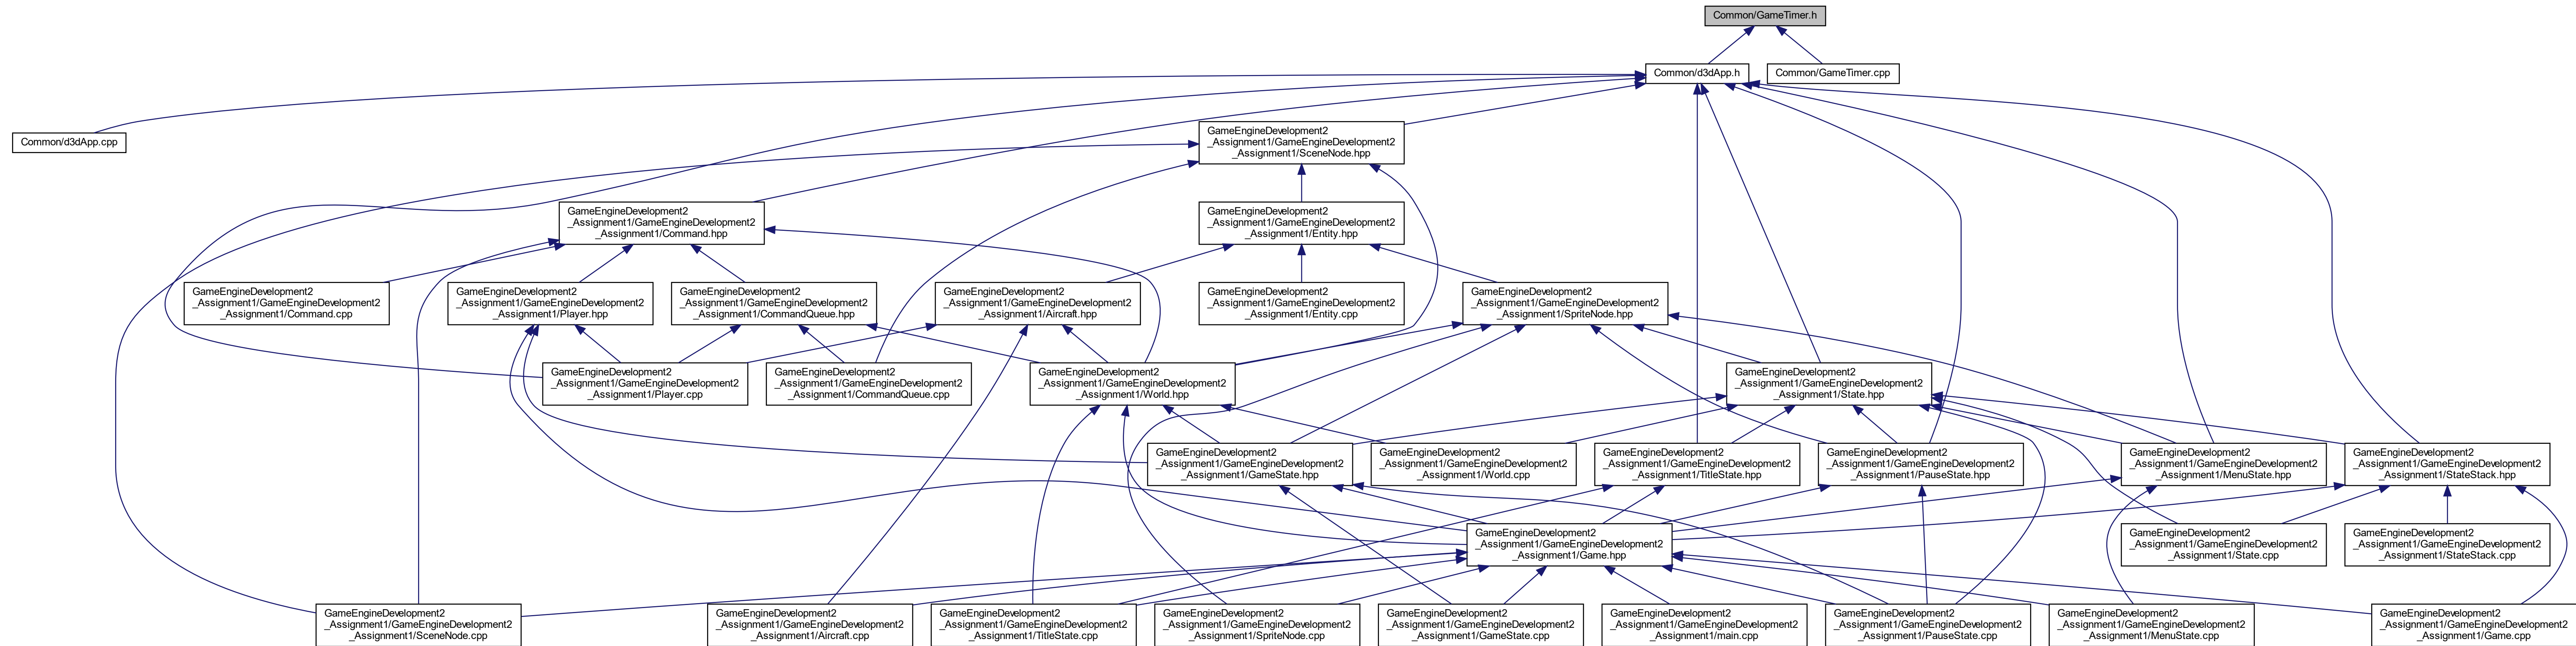 Common/GameTimer.h
Common/d3dApp.h
Common/GameTimer.cpp
Common/d3dApp.cpp
GameEngineDevelopment2
_Assignment1/GameEngineDevelopment2
_Assignment1/SceneNode.hpp
GameEngineDevelopment2
_Assignment1/GameEngineDevelopment2
_Assignment1/Command.hpp
GameEngineDevelopment2
_Assignment1/GameEngineDevelopment2
_Assignment1/Entity.hpp
GameEngineDevelopment2
_Assignment1/GameEngineDevelopment2
_Assignment1/Command.cpp
GameEngineDevelopment2
_Assignment1/GameEngineDevelopment2
_Assignment1/Player.hpp
GameEngineDevelopment2
_Assignment1/GameEngineDevelopment2
_Assignment1/CommandQueue.hpp
GameEngineDevelopment2
_Assignment1/GameEngineDevelopment2
_Assignment1/Aircraft.hpp
GameEngineDevelopment2
_Assignment1/GameEngineDevelopment2
_Assignment1/Entity.cpp
GameEngineDevelopment2
_Assignment1/GameEngineDevelopment2
_Assignment1/SpriteNode.hpp
GameEngineDevelopment2
_Assignment1/GameEngineDevelopment2
_Assignment1/Player.cpp
GameEngineDevelopment2
_Assignment1/GameEngineDevelopment2
_Assignment1/CommandQueue.cpp
GameEngineDevelopment2
_Assignment1/GameEngineDevelopment2
_Assignment1/World.hpp
GameEngineDevelopment2
_Assignment1/GameEngineDevelopment2
_Assignment1/State.hpp
GameEngineDevelopment2
_Assignment1/GameEngineDevelopment2
_Assignment1/GameState.hpp
GameEngineDevelopment2
_Assignment1/GameEngineDevelopment2
_Assignment1/World.cpp
GameEngineDevelopment2
_Assignment1/GameEngineDevelopment2
_Assignment1/TitleState.hpp
GameEngineDevelopment2
_Assignment1/GameEngineDevelopment2
_Assignment1/PauseState.hpp
GameEngineDevelopment2
_Assignment1/GameEngineDevelopment2
_Assignment1/MenuState.hpp
GameEngineDevelopment2
_Assignment1/GameEngineDevelopment2
_Assignment1/StateStack.hpp
GameEngineDevelopment2
_Assignment1/GameEngineDevelopment2
_Assignment1/Game.hpp
GameEngineDevelopment2
_Assignment1/GameEngineDevelopment2
_Assignment1/State.cpp
GameEngineDevelopment2
_Assignment1/GameEngineDevelopment2
_Assignment1/StateStack.cpp
GameEngineDevelopment2
_Assignment1/GameEngineDevelopment2
_Assignment1/SceneNode.cpp
GameEngineDevelopment2
_Assignment1/GameEngineDevelopment2
_Assignment1/Aircraft.cpp
GameEngineDevelopment2
_Assignment1/GameEngineDevelopment2
_Assignment1/TitleState.cpp
GameEngineDevelopment2
_Assignment1/GameEngineDevelopment2
_Assignment1/SpriteNode.cpp
GameEngineDevelopment2
_Assignment1/GameEngineDevelopment2
_Assignment1/GameState.cpp
GameEngineDevelopment2
_Assignment1/GameEngineDevelopment2
_Assignment1/main.cpp
GameEngineDevelopment2
_Assignment1/GameEngineDevelopment2
_Assignment1/PauseState.cpp
GameEngineDevelopment2
_Assignment1/GameEngineDevelopment2
_Assignment1/MenuState.cpp
GameEngineDevelopment2
_Assignment1/GameEngineDevelopment2
_Assignment1/Game.cpp